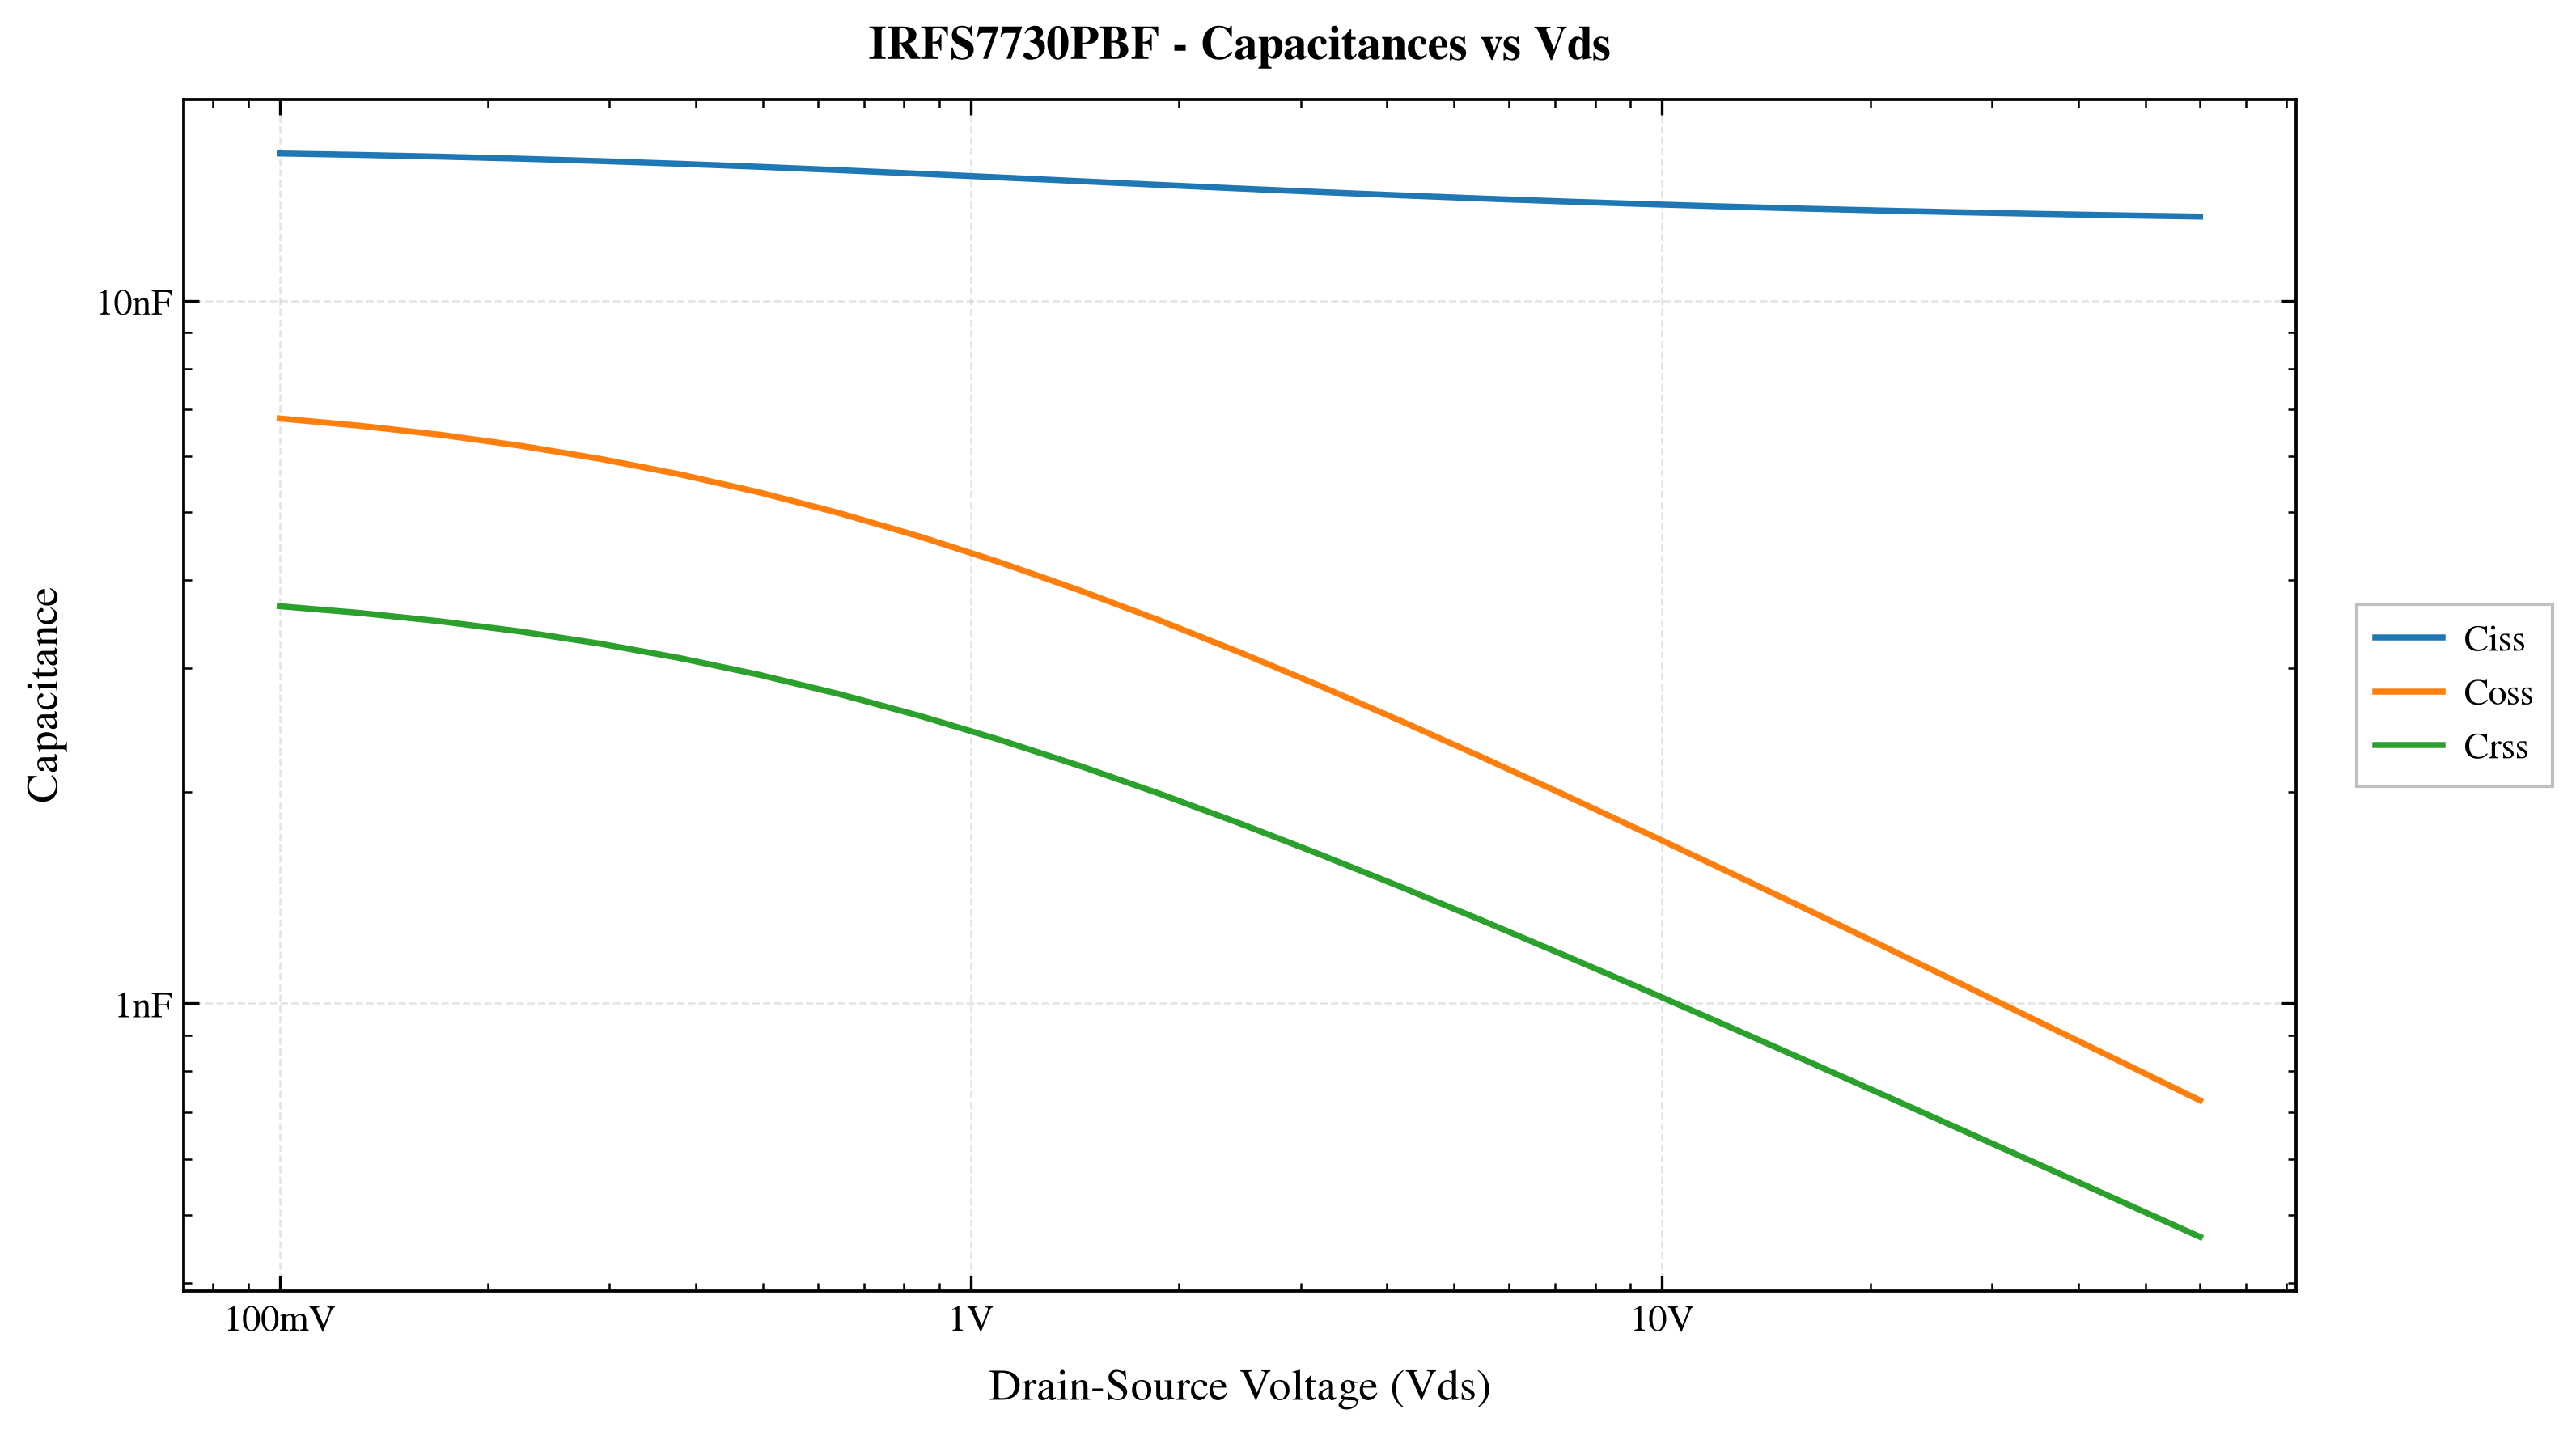 IRFS7730PBF - Capacitances vs Vds
10nF
1nF
Capacitance
100mV
1V
10V
Drain-Source Voltage (Vds)
Ciss
Coss
Crss